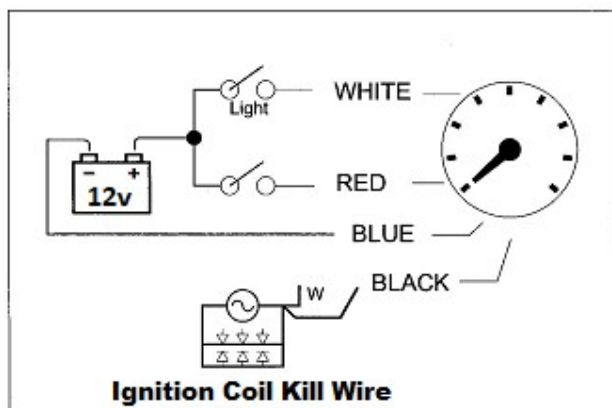 WHITE
Light
- +
12v
RED
BLUE
BLACK
W
Ignition Coil Kill Wire